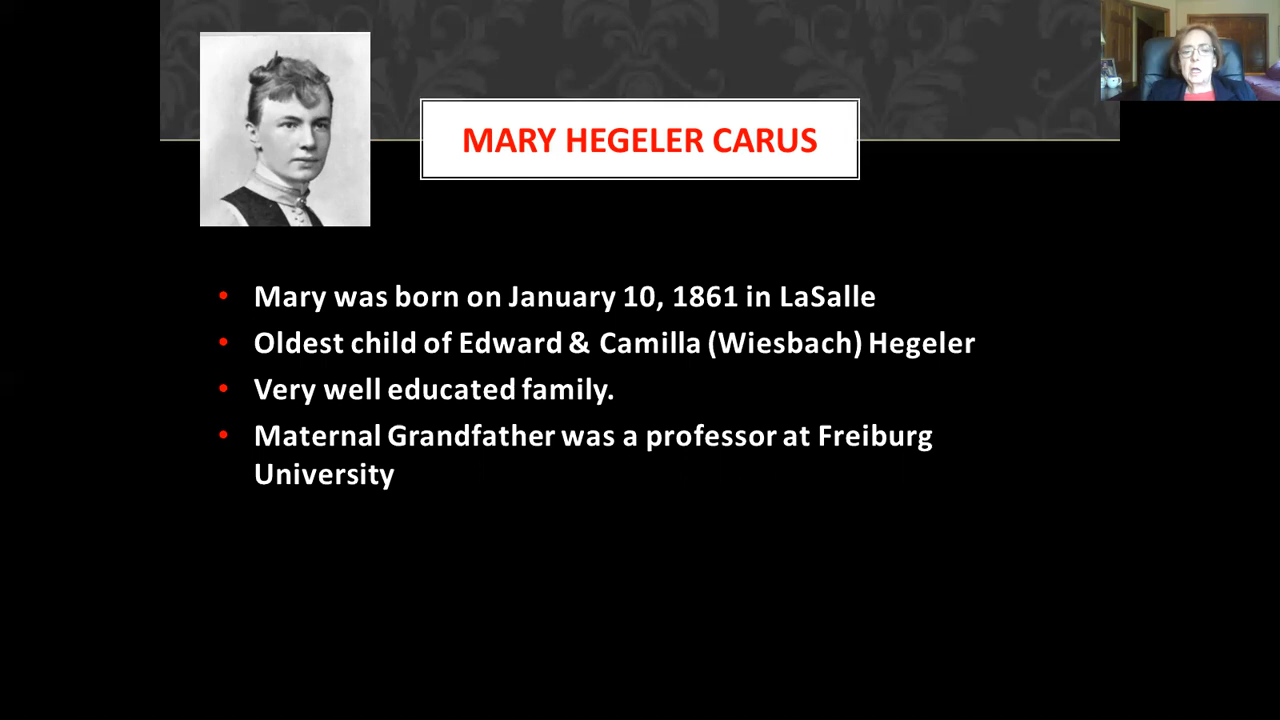 MARY HEGELER CARUS
• Mary was born on January 10, 1861 in LaSalle
• Oldest child of Edward & Camilla (Wiesbach) Hegeler
• Very well educated family.
• Maternal Grandfather was a professor at Freiburg
University